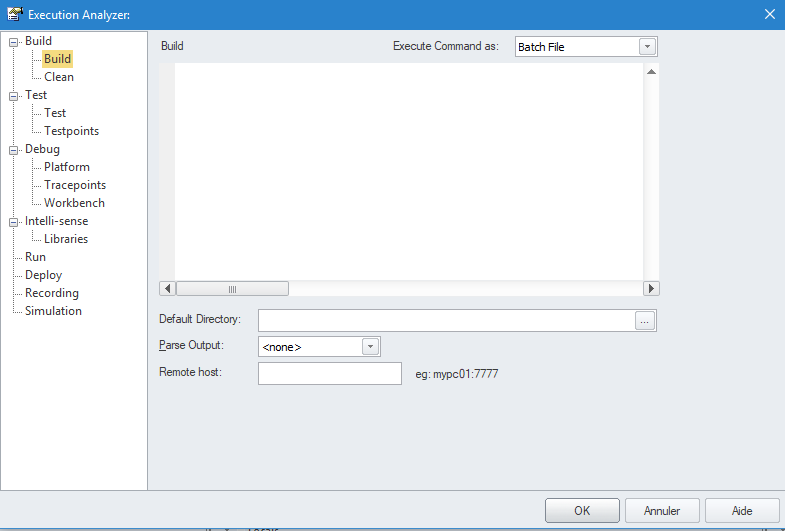 Execution Analyzer:
Build
Build
Clean
Test
Test
Testpoints
Debug
Platform
Tracepoints
Workbench
Intelli-sense
Libraries
Run
Deploy
Recording
Simulation
Build
Execute Command as:
Batch File
Default Directory:
...
Parse Output:
<none>
Remote host:
eg: mypc01:7777
OK
Annuler
Aide